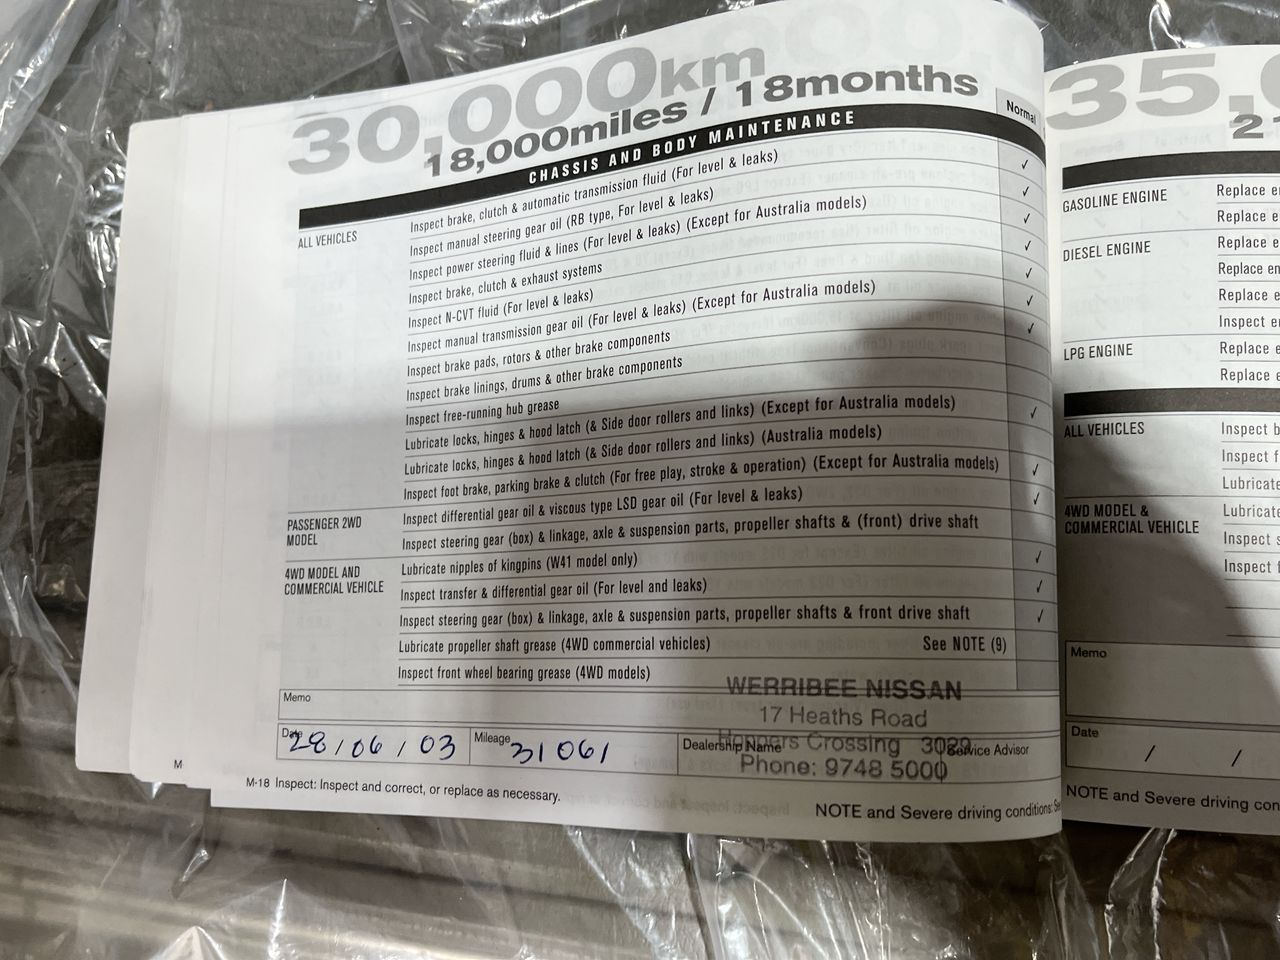 30,000km
18,000miles / 18months
CHASSIS AND BODY MAINTENANCE
Normal
ALL VEHICLES
Inspect brake, clutch & automatic transmission fluid (For level & leaks) ✓
Inspect manual steering gear oil (RB type, For level & leaks) ✓
Inspect power steering fluid & lines (For level & leaks) (Except for Australia models) ✓
Inspect brake, clutch & exhaust systems ✓
Inspect N-CVT fluid (For level & leaks) ✓
Inspect manual transmission gear oil (For level & leaks) (Except for Australia models) ✓
Inspect brake pads, rotors & other brake components ✓
Inspect brake linings, drums & other brake components
Inspect free-running hub grease
Lubricate locks, hinges & hood latch (& Side door rollers and links) (Except for Australia models) ✓
Lubricate locks, hinges & hood latch (& Side door rollers and links) (Australia models)
Inspect foot brake, parking brake & clutch (For free play, stroke & operation) (Except for Australia models) ✓
PASSENGER 2WD
MODEL
Inspect differential gear oil & viscous type LSD gear oil (For level & leaks) ✓
Inspect steering gear (box) & linkage, axle & suspension parts, propeller shafts & (front) drive shaft
4WD MODEL AND
COMMERCIAL VEHICLE
Lubricate nipples of kingpins (W41 model only) ✓
Inspect transfer & differential gear oil (For level and leaks) ✓
Inspect steering gear (box) & linkage, axle & suspension parts, propeller shafts & front drive shaft ✓
Lubricate propeller shaft grease (4WD commercial vehicles) See NOTE (9)
Inspect front wheel bearing grease (4WD models)
Memo
WERRIBEE NISSAN
17 Heaths Road
Hoppers Crossing 3029
Phone: 9748 5000
Date 28 / 06 / 03
Mileage 31061
Dealership Name
Service Advisor
M-18 Inspect: Inspect and correct, or replace as necessary.
NOTE and Severe driving conditions: Se
M
35,0
21
GASOLINE ENGINE
Replace e
Replace e
DIESEL ENGINE
Replace e
Replace en
Replace e
Inspect e
LPG ENGINE
Replace e
Replace e
ALL VEHICLES
Inspect b
Inspect f
Lubricate
4WD MODEL &
COMMERCIAL VEHICLE
Lubricate
Inspect s
Inspect f
Memo
Date / /
NOTE and Severe driving con